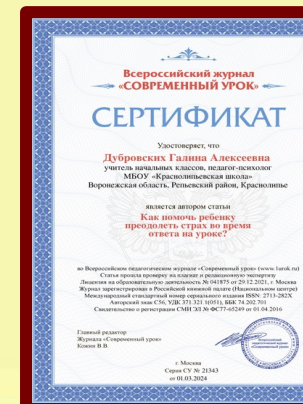 Всероссийский журнал
«СОВРЕМЕННЫЙ УРОК»
СЕРТИФИКАТ
Удостоверяет, что
Дубровских Галина Алексеевна
учитель начальных классов, педагог-психолог
МБОУ «Краснолипьевская школа»
Воронежская область, Репьевский район, Краснолипье
является автором статьи
Как помочь ребенку
преодолеть страх во время
ответа на уроке?
во Всероссийском педагогическом журнале «Современный урок» (www.1urok.ru)
Статья прошла проверку на плагиат и редакционную экспертизу
Лицензия на образовательную деятельность № 041875 от 29.12.2021, г. Москва
Журнал зарегистрирован в Российской книжной палате (Национальном центре)
Международный стандартный номер сериального издания ISSN: 2713-282X
Авторский знак С56, УДК 371.321.1(051), ББК 74.202.701
Свидетельство о регистрации СМИ ЭЛ № ФС77-65249 от 01.04 2016
Главный редактор
Журнала «Современный урок»
Кожин В В
г. Москва
Серия СУ № 21343
от 01.03.2024